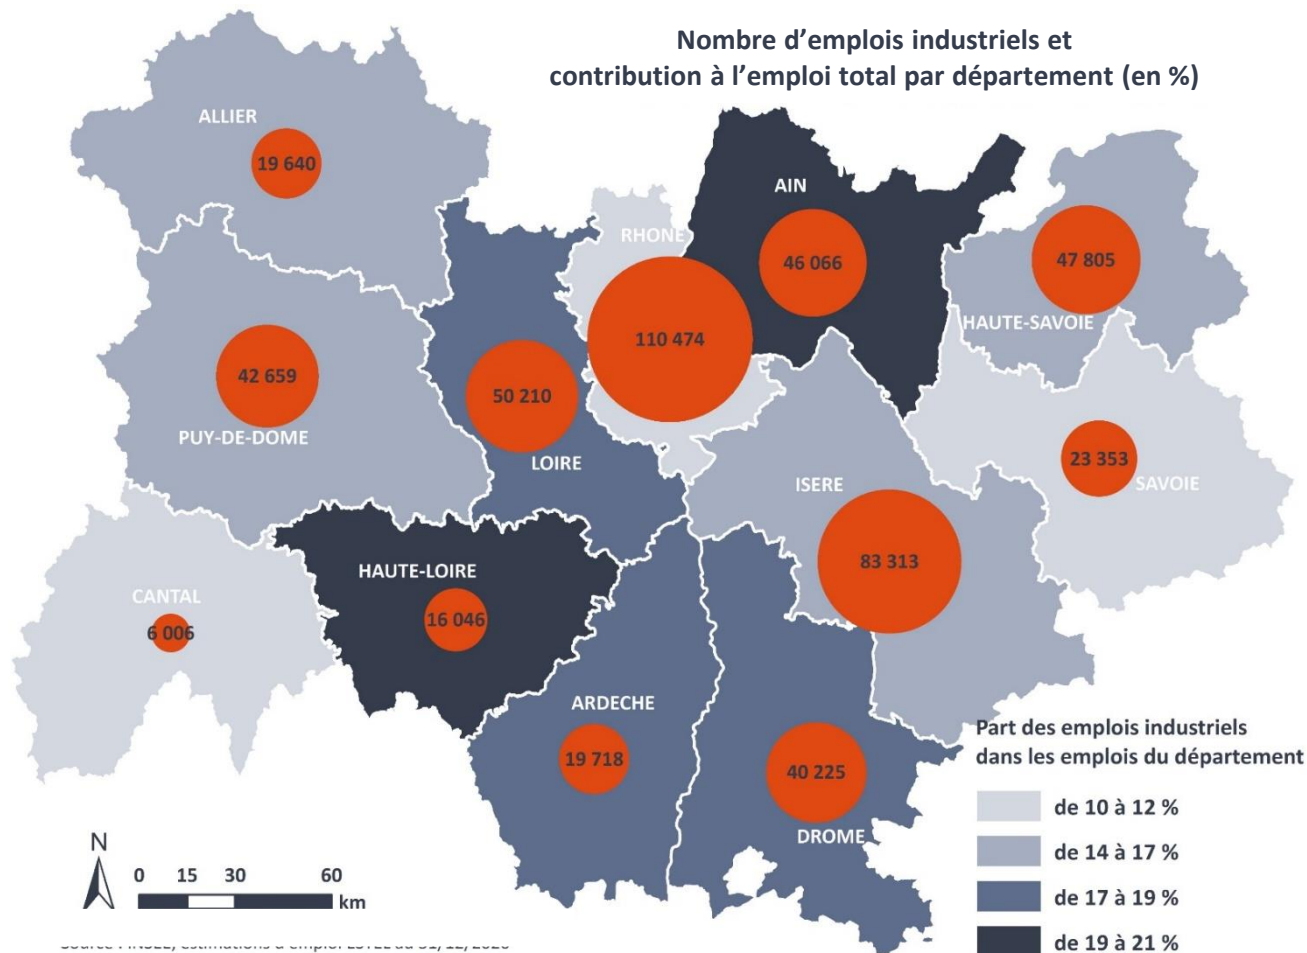 Nombre d’emplois industriels et
contribution à l’emploi total par département (en %)
ALLIER
19 640
AIN
46 066
RHONE
110 474
47 805
HAUTE-SAVOIE
42 659
PUY-DE-DOME
50 210
LOIRE
23 353
SAVOIE
ISERE
83 313
HAUTE-LOIRE
16 046
CANTAL
6 006
ARDECHE
19 718
40 225
DROME
Part des emplois industriels
dans les emplois du département
de 10 à 12 %
de 14 à 17 %
de 17 à 19 %
de 19 à 21 %
N
0 15 30 60
km